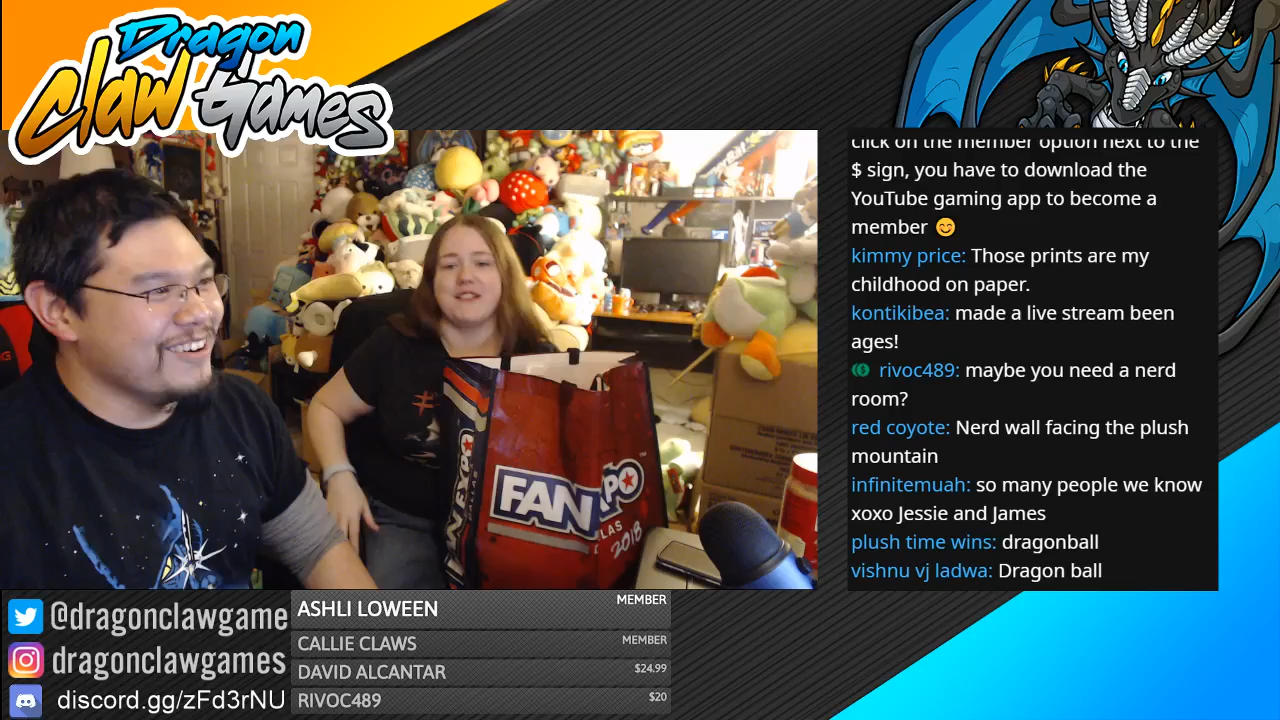 Dragon
Claw Games
click on the member option next to the
$ sign, you have to download the
YouTube gaming app to become a
member 😊
kimmy price: Those prints are my
childhood on paper.
kontikibea: made a live stream been
ages!
rivoc489: maybe you need a nerd
room?
red coyote: Nerd wall facing the plush
mountain
infinitemuah: so many people we know
xoxo Jessie and James
plush time wins: dragonball
vishnu vj ladwa: Dragon ball
FAN EXPO
FAN EXPO
DALLAS
2018
@dragonclawgame
dragonclawgames
discord.gg/zFd3rNU
ASHLI LOWEEN MEMBER
CALLIE CLAWS MEMBER
DAVID ALCANTAR $24.99
RIVOC489 $20